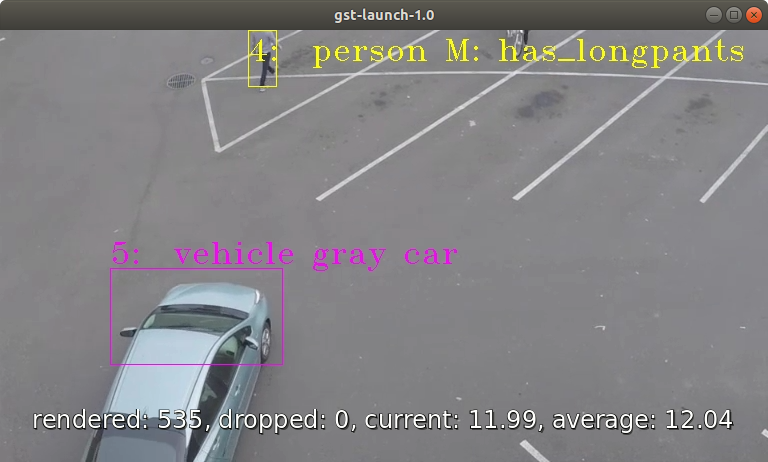 gst-launch-1.0
4: person M: has_longpants
5: vehicle gray car
rendered: 535, dropped: 0, current: 11.99, average: 12.04